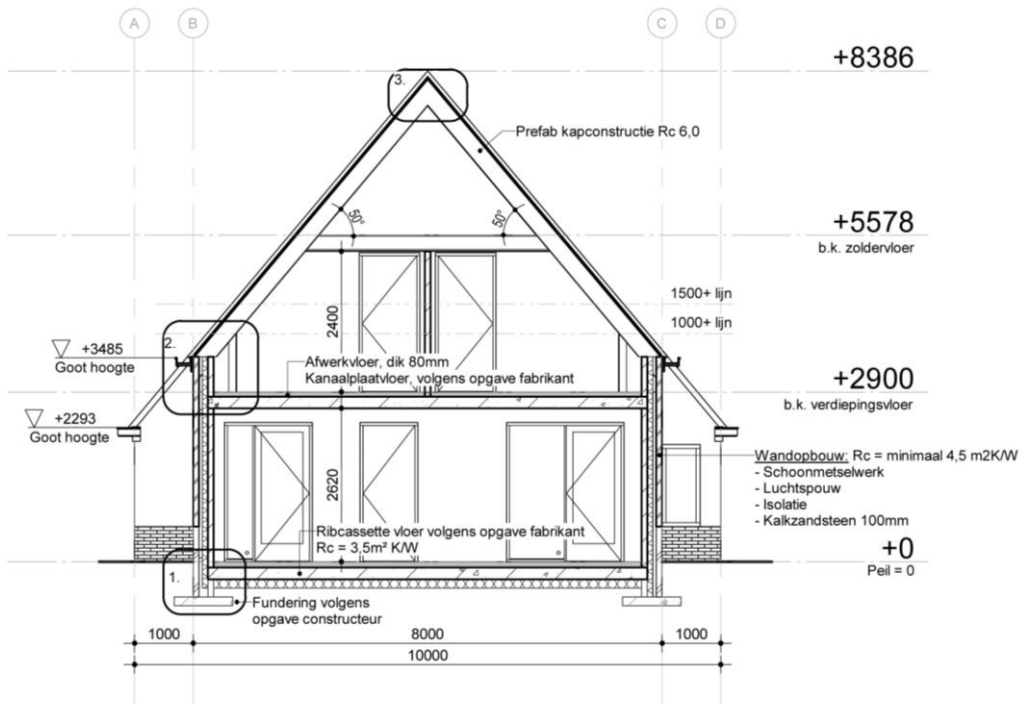 A
B
C
D
+8386
3.
Prefab kapconstructie Rc 6,0
50°
50°
+5578
b.k. zoldervloer
1500+ lijn
1000+ lijn
2400
2.
+3485
Goot hoogte
Afwerkvloer, dik 80mm
Kanaalplaatvloer, volgens opgave fabrikant
+2900
b.k. verdiepingsvloer
+2293
Goot hoogte
Wandopbouw: Rc = minimaal 4,5 m2K/W
- Schoonmetselwerk
- Luchtspouw
- Isolatie
- Kalkzandsteen 100mm
2620
Ribcassette vloer volgens opgave fabrikant
Rc = 3,5m² K/W
+0
Peil = 0
1.
Fundering volgens
opgave constructeur
1000
8000
1000
10000